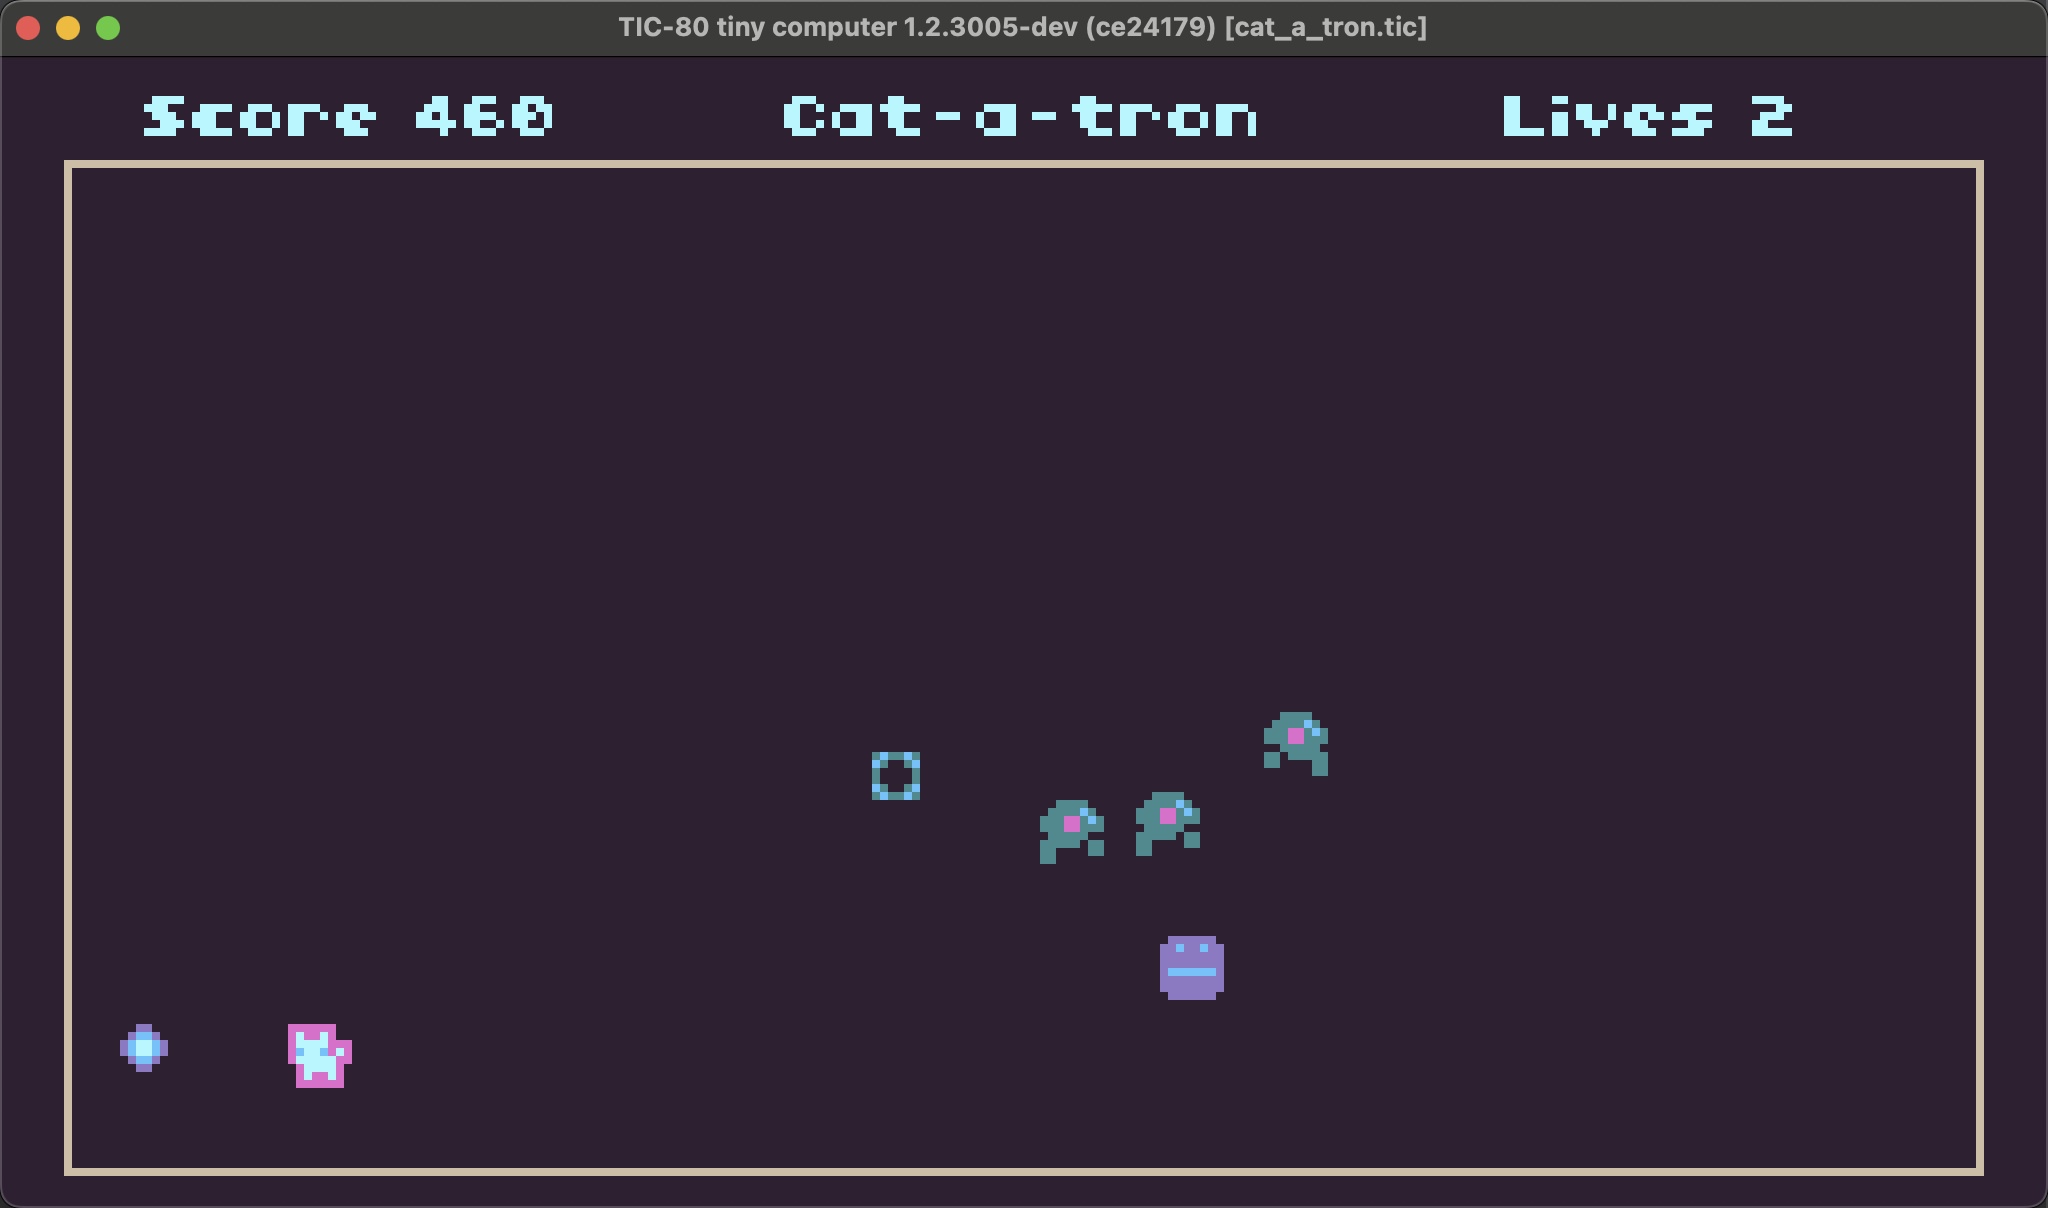 TIC-80 tiny computer 1.2.3005-dev (ce24179) [cat_a_tron.tic]
Score 460 Cat-a-tron Lives 2